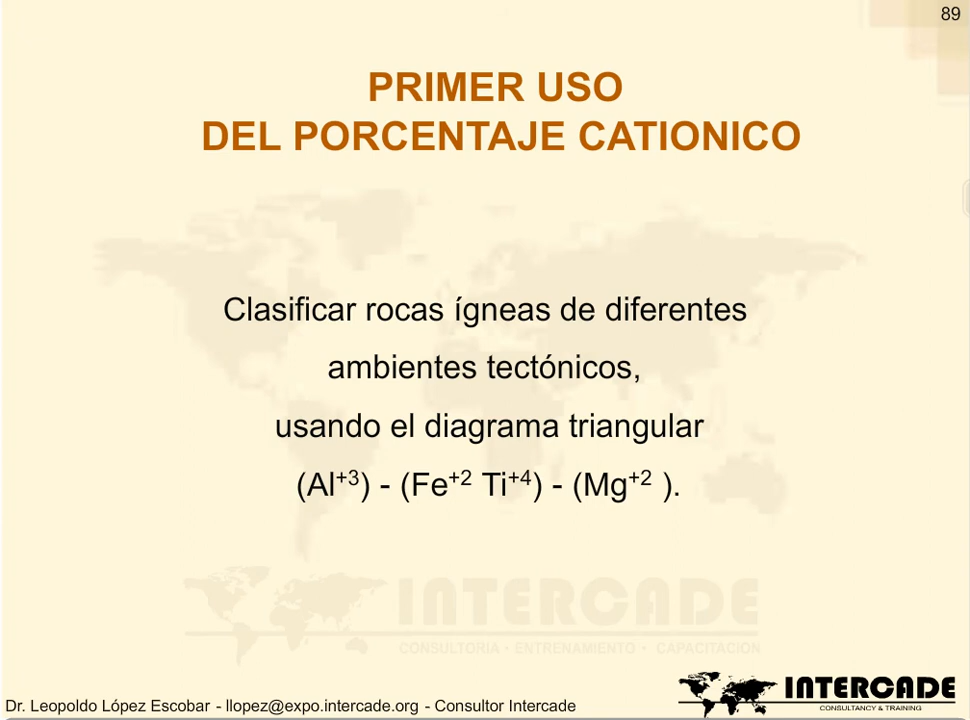 89
PRIMER USO
DEL PORCENTAJE CATIONICO
Clasificar rocas ígneas de diferentes
ambientes tectónicos,
usando el diagrama triangular
(Al⁺³) - (Fe⁺² Ti⁺⁴) - (Mg⁺² ).
INTERCADE
CONSULTORIA • ENTRENAMIENTO • CAPACITACION
INTERCADE
CONSULTANCY & TRAINING
Dr. Leopoldo López Escobar - llopez@expo.intercade.org - Consultor Intercade